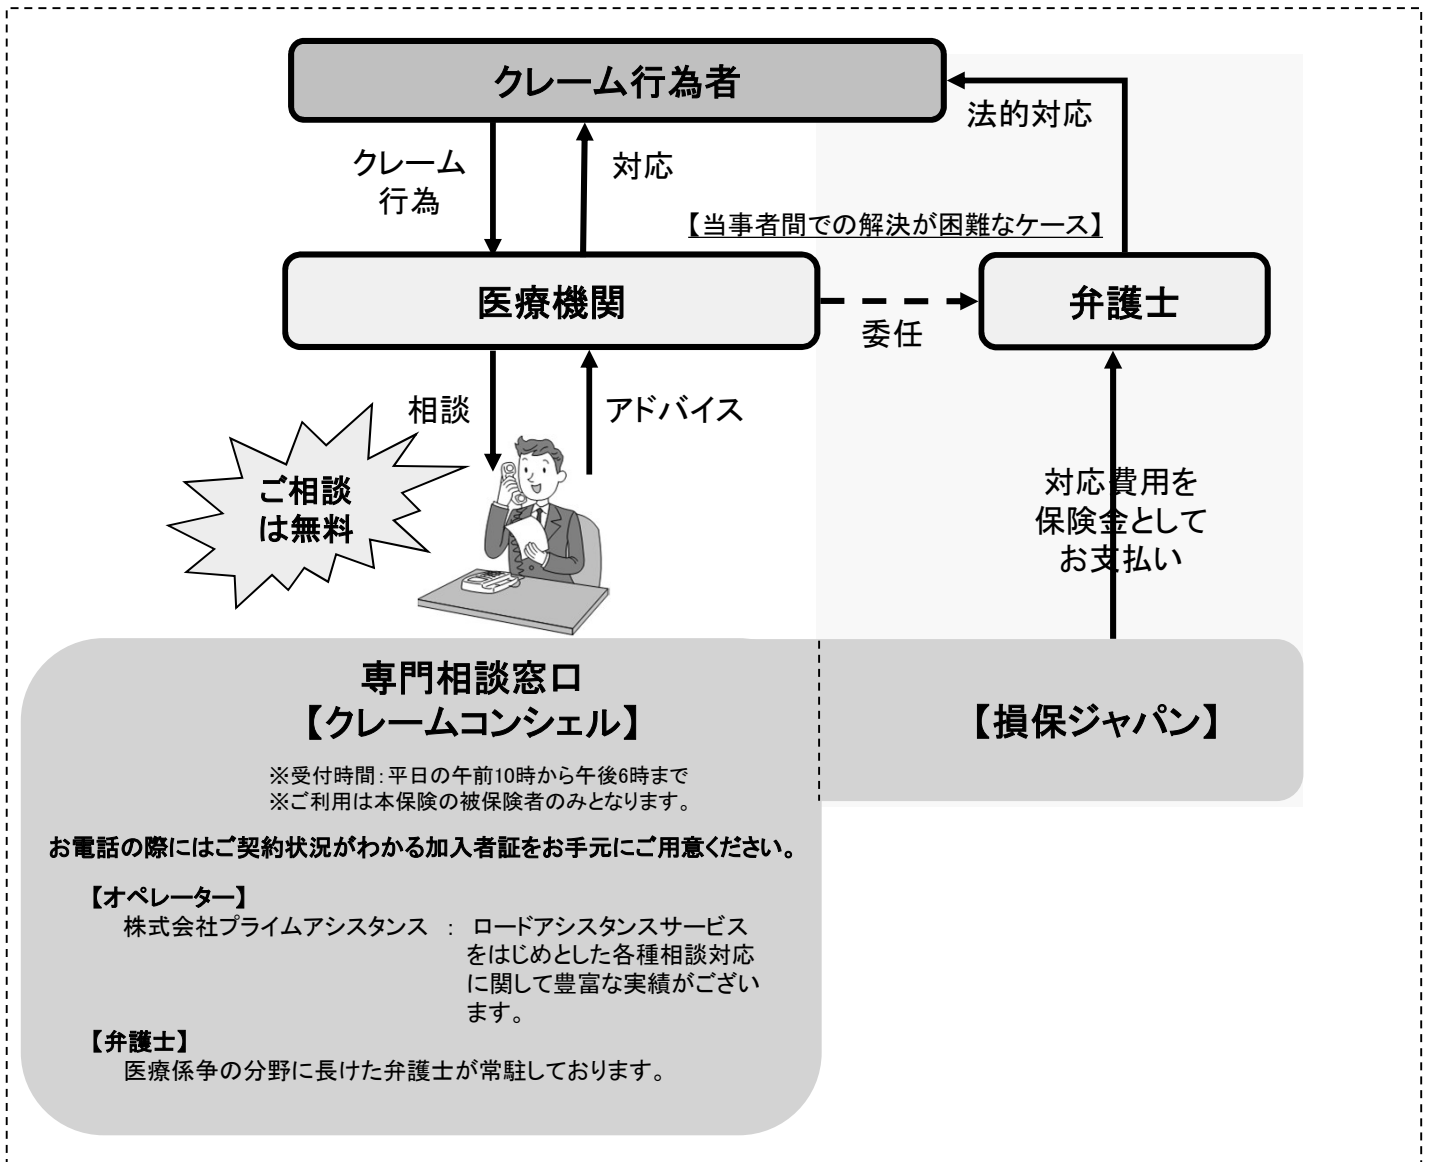 クレーム行為者
法的対応
クレーム
行為
対応
【当事者間での解決が困難なケース】
医療機関
委任
弁護士
相談
アドバイス
ご相談
は無料
対応費用を
保険金として
お支払い
専門相談窓口
【クレームコンシェル】
【損保ジャパン】
※受付時間：平日の午前10時から午後6時まで
※ご利用は本保険の被保険者のみとなります。
お電話の際にはご契約状況がわかる加入者証をお手元にご用意ください。
【オペレーター】
株式会社プライムアシスタンス　：　ロードアシスタンスサービス
をはじめとした各種相談対応
に関して豊富な実績がござい
ます。
【弁護士】
医療係争の分野に長けた弁護士が常駐しております。